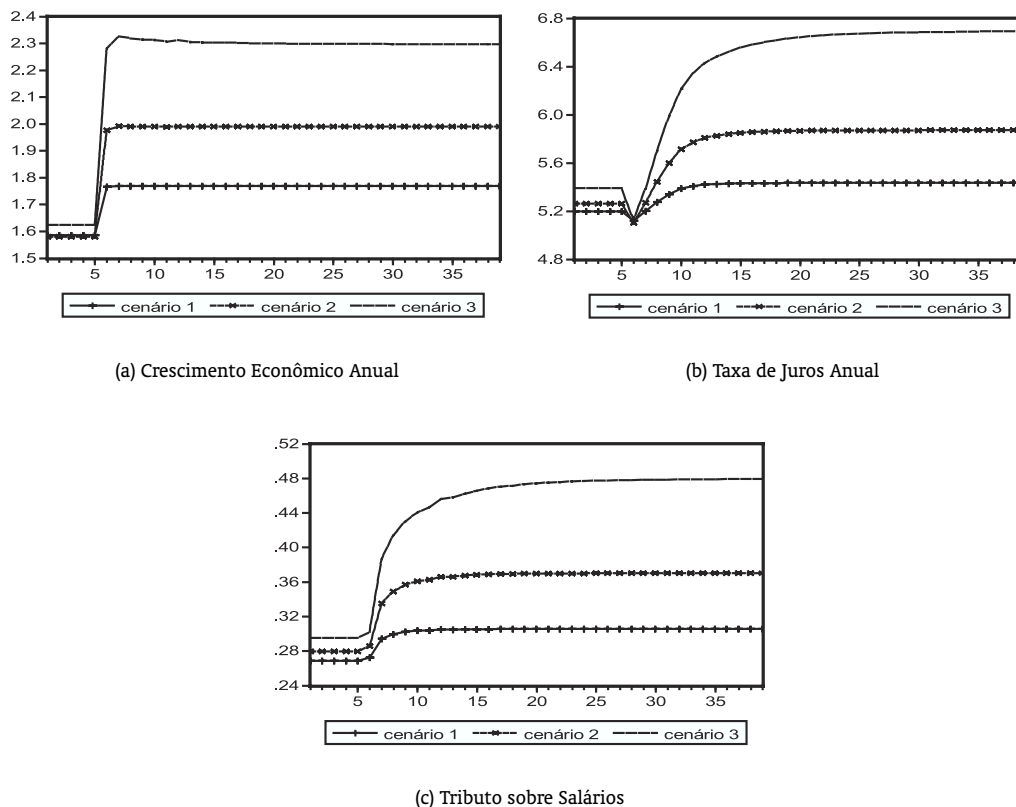 2.4
2.3
2.2
2.1
2.0
1.9
1.8
1.7
1.6
1.5
5 10 15 20 25 30 35
cenário 1 cenário 2 cenário 3
(a) Crescimento Econômico Anual
6.8
6.4
6.0
5.6
5.2
4.8
5 10 15 20 25 30 35
cenário 1 cenário 2 cenário 3
(b) Taxa de Juros Anual
.52
.48
.44
.40
.36
.32
.28
.24
5 10 15 20 25 30 35
cenário 1 cenário 2 cenário 3
(c) Tributo sobre Salários